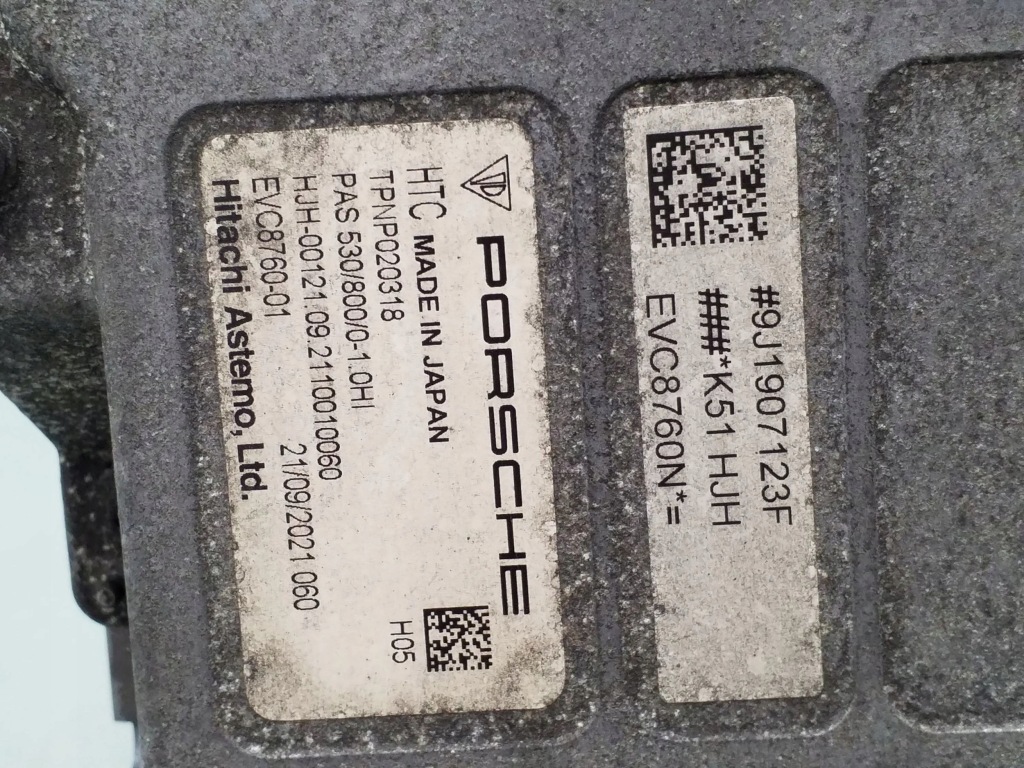 PORSCHE
HTC MADE IN JAPAN
H05
TPNP020318
PAS 530/800/0-1.0HI
HJH-00121.09.2110010060
21/09/2021 060
EVC8760-01
Hitachi Astemo, Ltd.
#9J1907123F
###*K51 HJH
EVC8760N*=